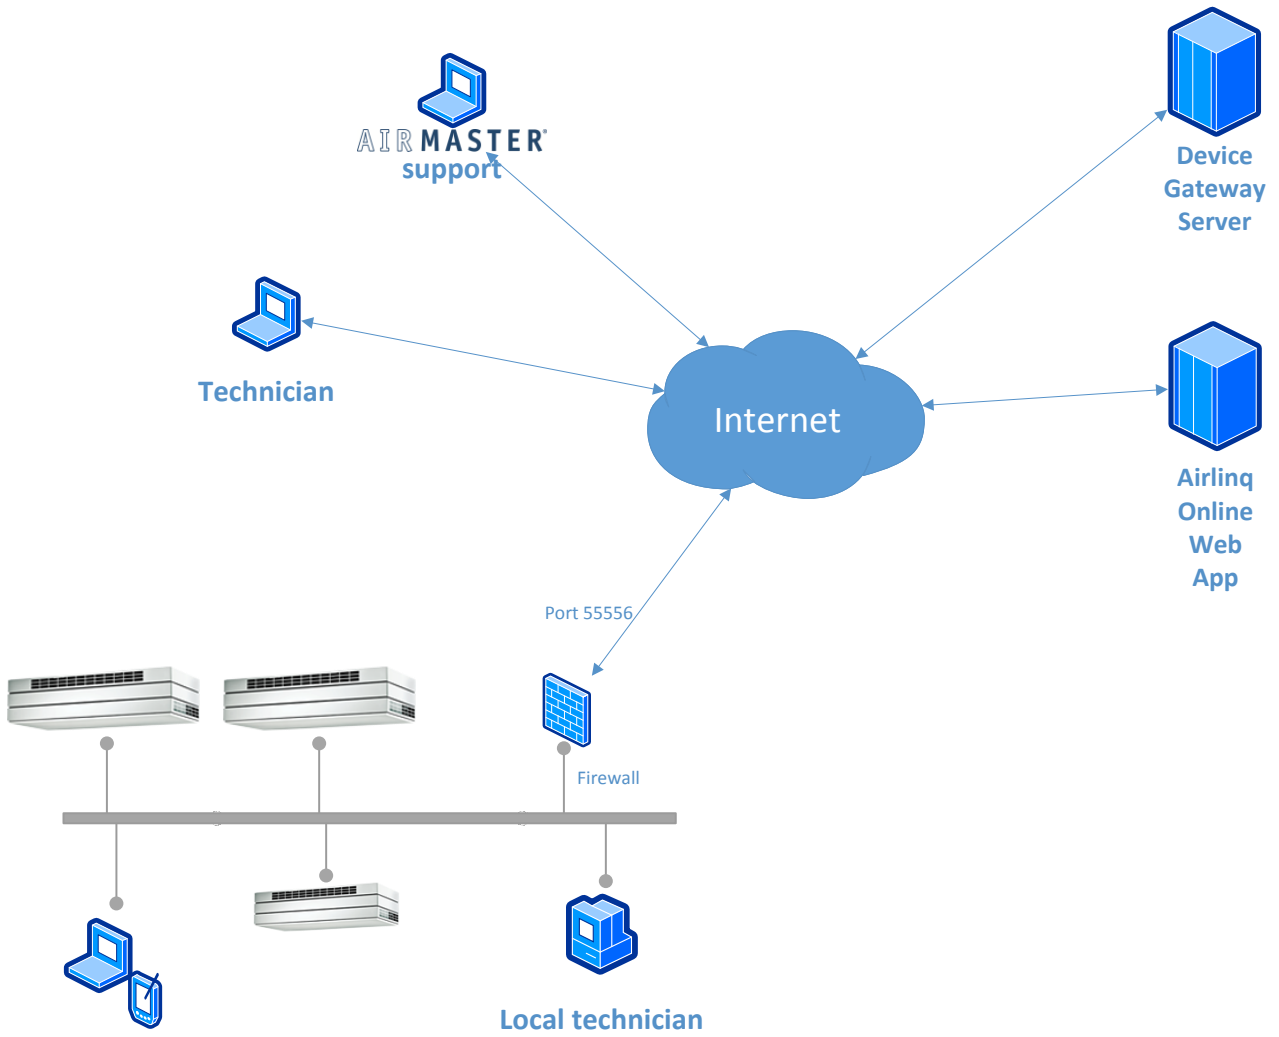 AIRMASTER®
support
Device
Gateway
Server
Technician
Internet
Airlinq
Online
Web
App
Port 55556
Firewall
Local technician